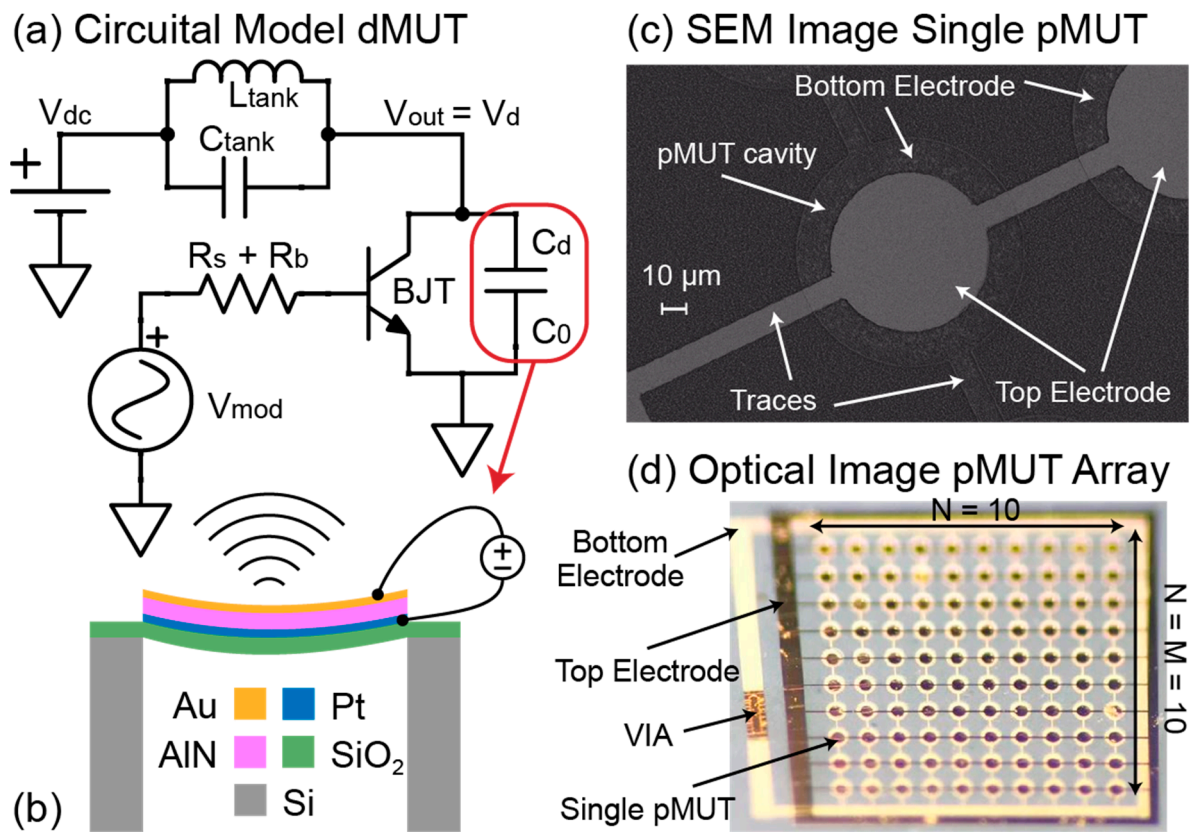 (a) Circuital Model dMUT
Vdc
+
Ltank
Ctank
Vout = Vd
Rs + Rb
BJT
Cd
C0
+
Vmod
+
−
Au
Pt
AlN
SiO2
Si
(b)
(c) SEM Image Single pMUT
Bottom Electrode
pMUT cavity
10 μm
Traces
Top Electrode
(d) Optical Image pMUT Array
N = 10
Bottom
Electrode
Top Electrode
VIA
Single pMUT
N = M = 10